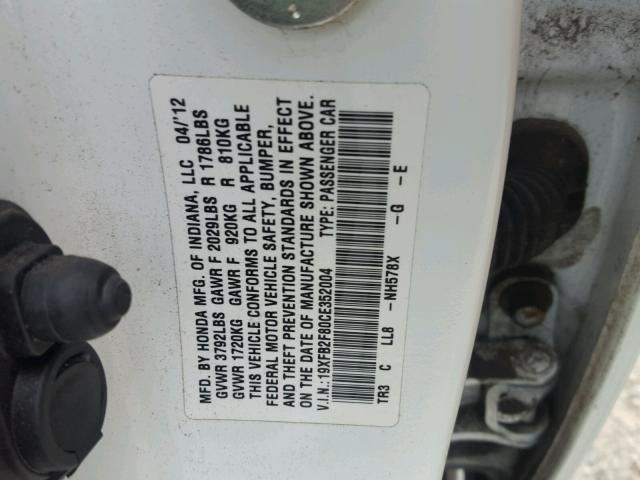 MFD. BY HONDA MFG. OF INDIANA, LLC 04/'12
GVWR 3792LBS GAWR F 2029LBS R 1786LBS
GVWR 1720KG GAWR F 920KG R 810KG
THIS VEHICLE CONFORMS TO ALL APPLICABLE
FEDERAL MOTOR VEHICLE SAFETY, BUMPER,
AND THEFT PREVENTION STANDARDS IN EFFECT
ON THE DATE OF MANUFACTURE SHOWN ABOVE.
V.I.N.:19XFB2F80CE352004 TYPE: PASSENGER CAR
TR3 C LL8 -NH578X -G -E